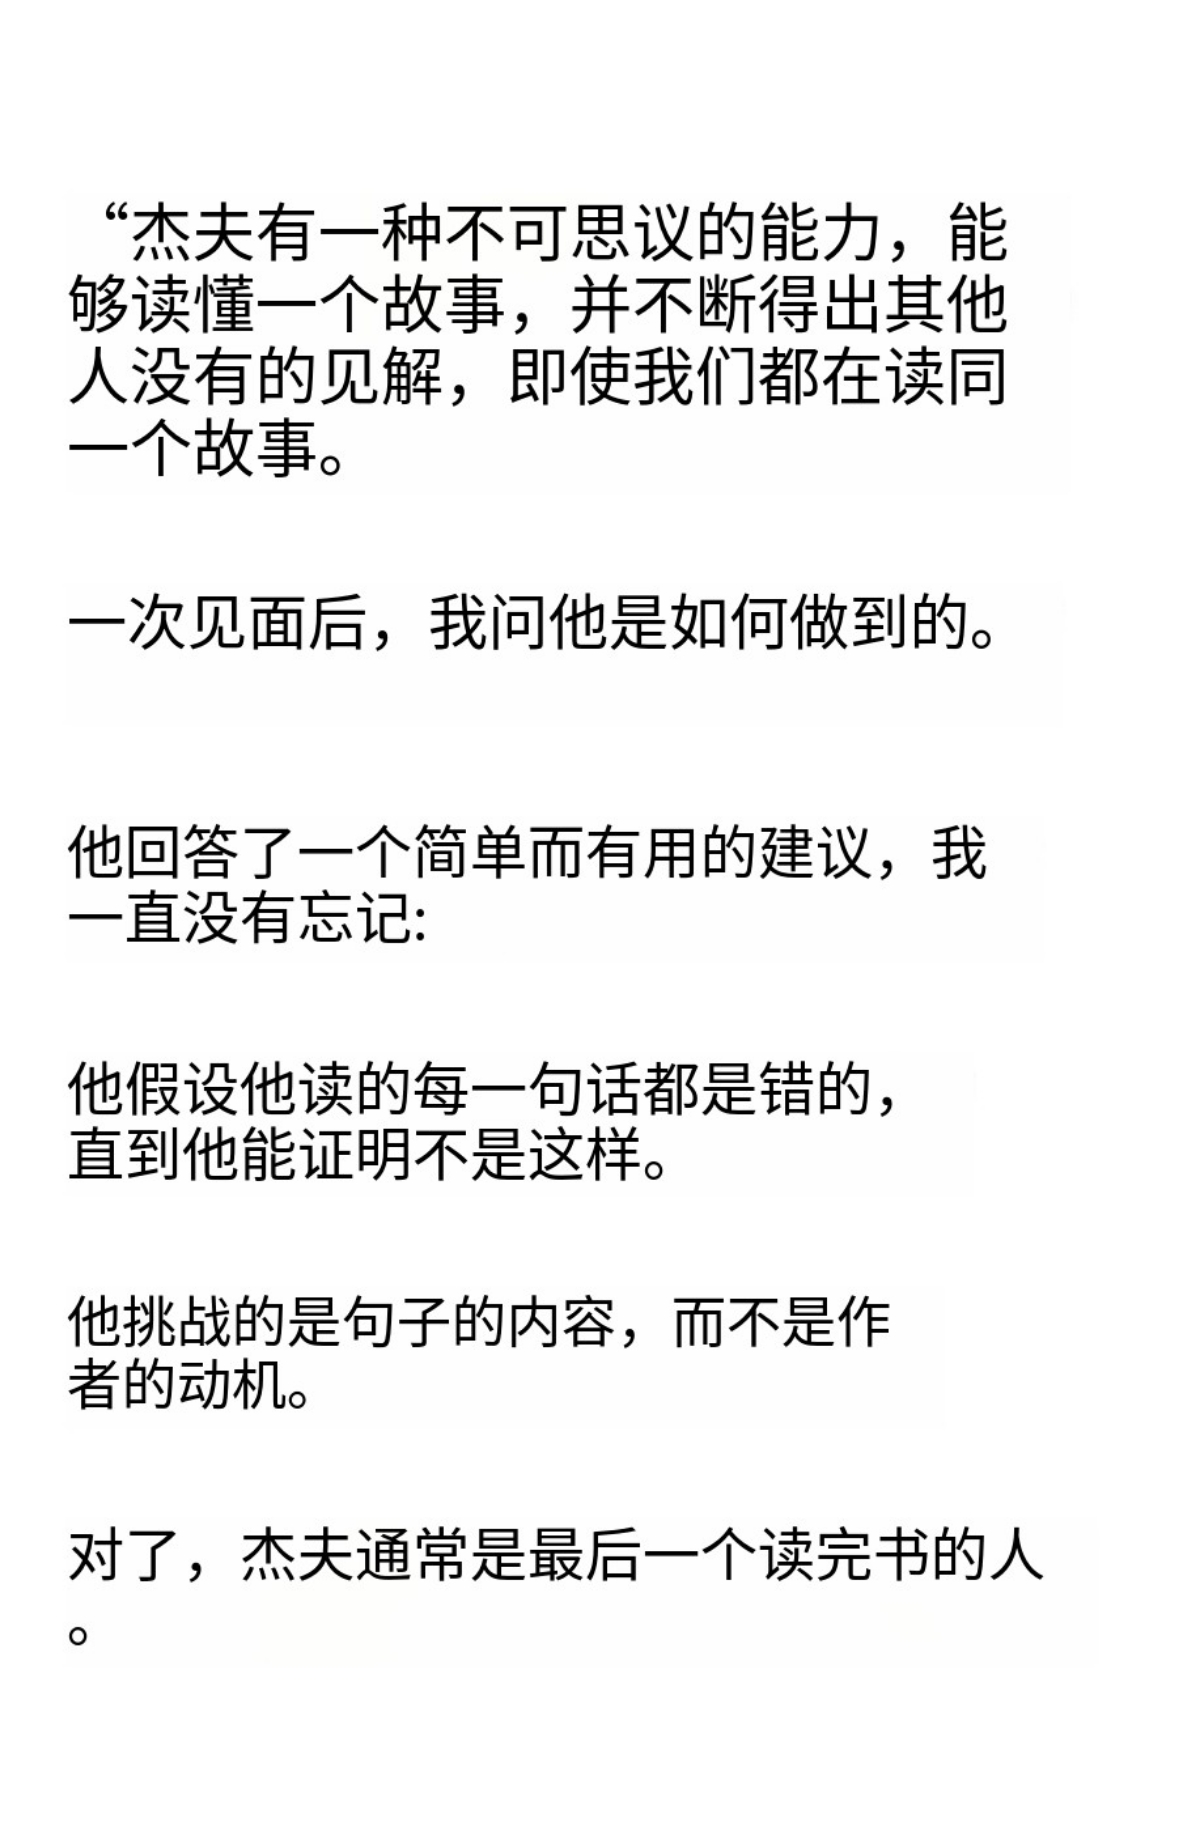 “杰夫有一种不可思议的能力，能
够读懂一个故事，并不断得出其他
人没有的见解，即使我们都在读同
一个故事。
一次见面后，我问他是如何做到的。
他回答了一个简单而有用的建议，我
一直没有忘记:
他假设他读的每一句话都是错的，
直到他能证明不是这样。
他挑战的是句子的内容，而不是作
者的动机。
对了，杰夫通常是最后一个读完书的人
。